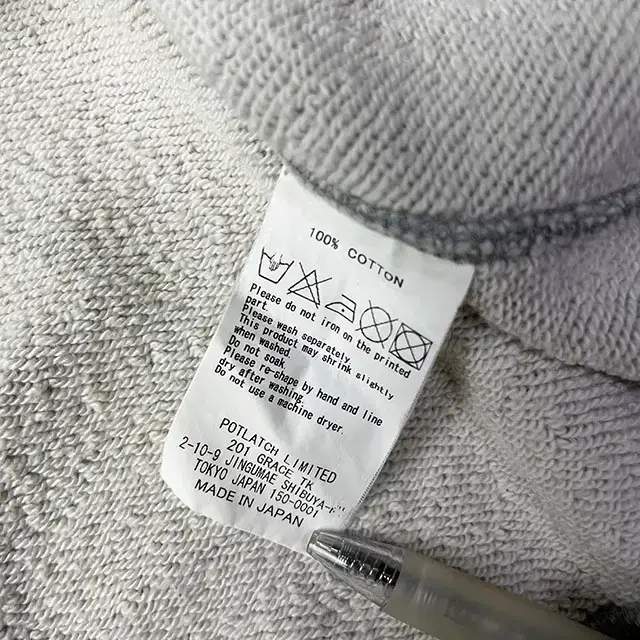 100% COTTON
Please do not iron on the printed
part.
Please wash separately.
This product may shrink slightly
when washed.
Do not soak.
Please re-shape by hand and line
dry after washing.
Do not use a machine dryer.
POTLATCH LIMITED
201 GRACE TK
2-10-9 JINGUMAE SHIBUYA-
TOKYO JAPAN 150-0001
MADE IN JAPAN